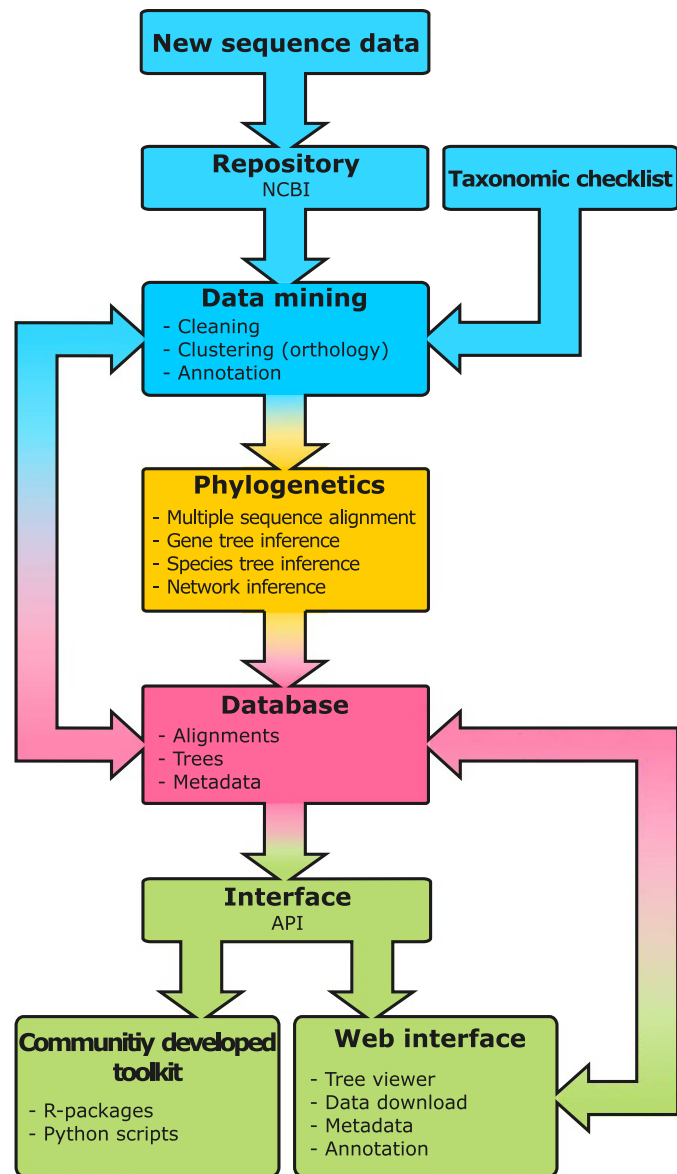 New sequence data
Repository
NCBI
Taxonomic checklist
Data mining
- Cleaning
- Clustering (orthology)
- Annotation
Phylogenetics
- Multiple sequence alignment
- Gene tree inference
- Species tree inference
- Network inference
Database
- Alignments
- Trees
- Metadata
Interface
API
Communitiy developed
toolkit
- R-packages
- Python scripts
Web interface
- Tree viewer
- Data download
- Metadata
- Annotation